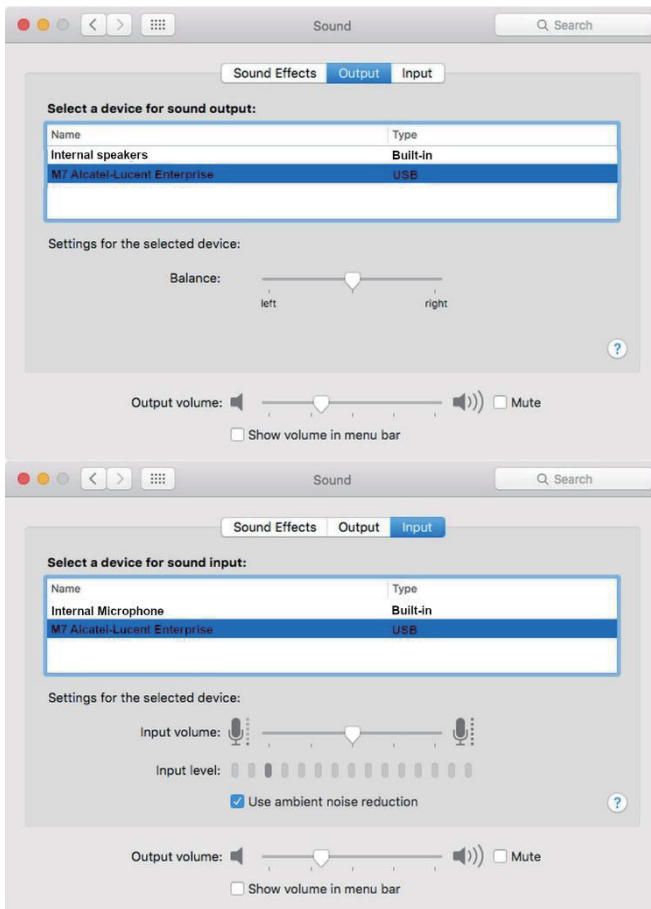 Sound
Search
Sound Effects Output Input
Select a device for sound output:
Name Type
Internal speakers Built-in
M7 Alcatel-Lucent Enterprise USB
Settings for the selected device:
Balance:
left right
?
Output volume: Mute
Show volume in menu bar
Sound
Search
Sound Effects Output Input
Select a device for sound input:
Name Type
Internal Microphone Built-in
M7 Alcatel-Lucent Enterprise USB
Settings for the selected device:
Input volume:
Input level:
Use ambient noise reduction
?
Output volume: Mute
Show volume in menu bar